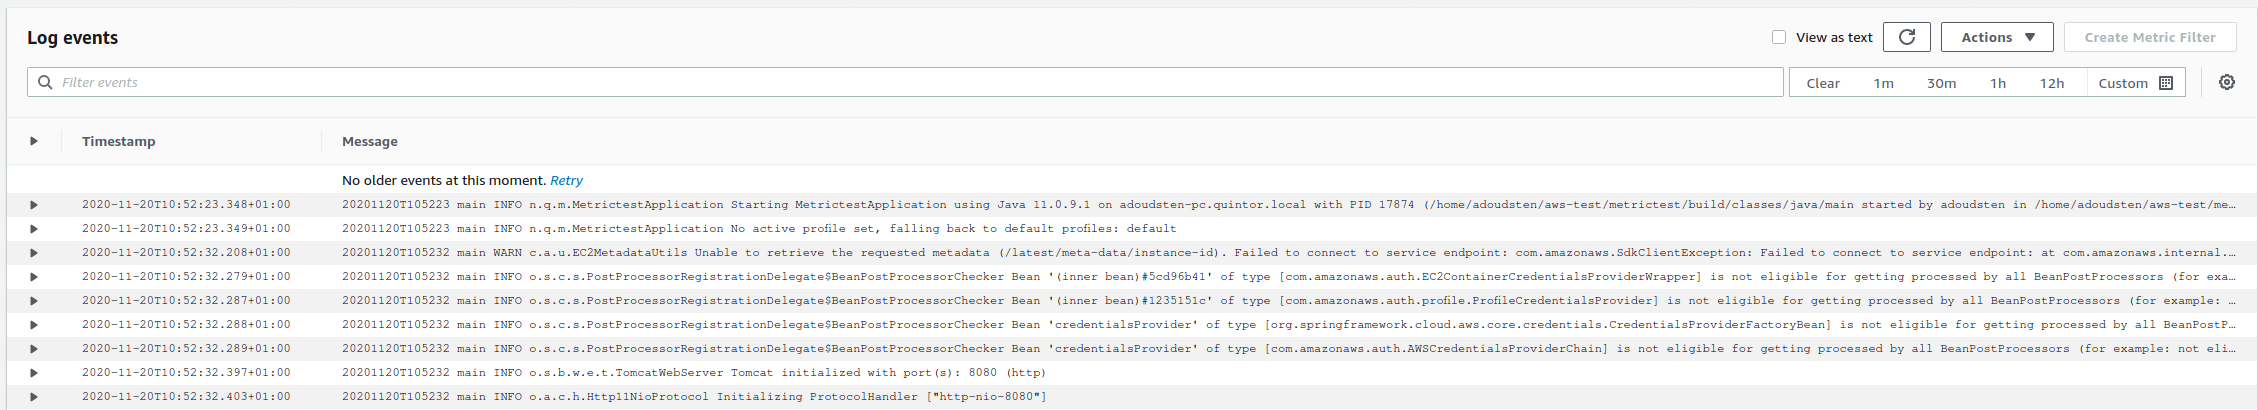 Log events
View as text
Actions
Create Metric Filter
Filter events
Clear 1m 30m 1h 12h Custom
Timestamp Message
No older events at this moment. Retry
2020-11-20T10:52:23.348+01:00 20201120T105223 main INFO n.q.m.MetrictestApplication Starting MetrictestApplication using Java 11.0.9.1 on adoudsten-pc.quintor.local with PID 17874 (/home/adoudsten/aws-test/metrictest/build/classes/java/main started by adoudsten in /home/adoudsten/aws-test/me…
2020-11-20T10:52:23.349+01:00 20201120T105223 main INFO n.q.m.MetrictestApplication No active profile set, falling back to default profiles: default
2020-11-20T10:52:32.208+01:00 20201120T105232 main WARN c.a.u.EC2MetadataUtils Unable to retrieve the requested metadata (/latest/meta-data/instance-id). Failed to connect to service endpoint: com.amazonaws.SdkClientException: Failed to connect to service endpoint: at com.amazonaws.internal.…
2020-11-20T10:52:32.279+01:00 20201120T105232 main INFO o.s.c.s.PostProcessorRegistrationDelegate$BeanPostProcessorChecker Bean '(inner bean)#5cd96b41' of type [com.amazonaws.auth.EC2ContainerCredentialsProviderWrapper] is not eligible for getting processed by all BeanPostProcessors (for exa…
2020-11-20T10:52:32.287+01:00 20201120T105232 main INFO o.s.c.s.PostProcessorRegistrationDelegate$BeanPostProcessorChecker Bean '(inner bean)#1235151c' of type [com.amazonaws.auth.profile.ProfileCredentialsProvider] is not eligible for getting processed by all BeanPostProcessors (for example: …
2020-11-20T10:52:32.288+01:00 20201120T105232 main INFO o.s.c.s.PostProcessorRegistrationDelegate$BeanPostProcessorChecker Bean 'credentialsProvider' of type [org.springframework.cloud.aws.core.credentials.CredentialsProviderFactoryBean] is not eligible for getting processed by all BeanPostP…
2020-11-20T10:52:32.289+01:00 20201120T105232 main INFO o.s.c.s.PostProcessorRegistrationDelegate$BeanPostProcessorChecker Bean 'credentialsProvider' of type [com.amazonaws.auth.AWSCredentialsProviderChain] is not eligible for getting processed by all BeanPostProcessors (for example: not eli…
2020-11-20T10:52:32.397+01:00 20201120T105232 main INFO o.s.b.w.e.t.TomcatWebServer Tomcat initialized with port(s): 8080 (http)
2020-11-20T10:52:32.403+01:00 20201120T105232 main INFO o.a.c.h.Http11NioProtocol Initializing ProtocolHandler ["http-nio-8080"]